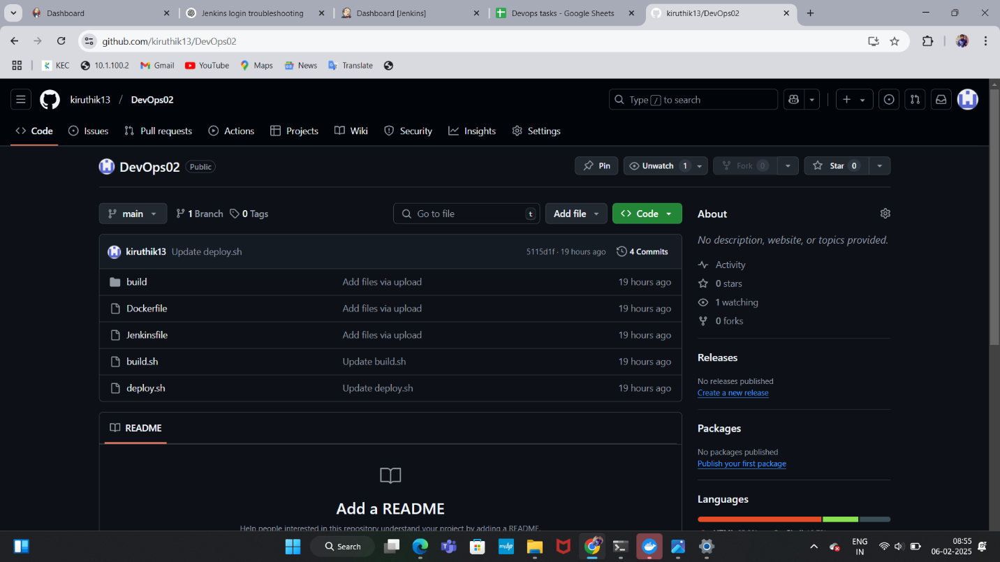 Dashboard
Jenkins login troubleshooting
Dashboard [Jenkins]
Devops tasks - Google Sheets
kiruthik13/DevOps02
github.com/kiruthik13/DevOps02
KEC
10.1.100.2
Gmail
YouTube
Maps
News
Translate
kiruthik13 / DevOps02
Type / to search
Code
Issues
Pull requests
Actions
Projects
Wiki
Security
Insights
Settings
DevOps02 Public
Pin
Unwatch 1
Fork 0
Star 0
main
1 Branch
0 Tags
Go to file t
Add file
Code
kiruthik13 Update deploy.sh 5115d1f · 19 hours ago 4 Commits
build Add files via upload 19 hours ago
Dockerfile Add files via upload 19 hours ago
Jenkinsfile Add files via upload 19 hours ago
build.sh Update build.sh 19 hours ago
deploy.sh Update deploy.sh 19 hours ago
README
Add a README
Help people interested in this repository understand your project by adding a README.
About
No description, website, or topics provided.
Activity
0 stars
1 watching
0 forks
Releases
No releases published
Create a new release
Packages
No packages published
Publish your first package
Languages
Search
myhp
ENG
IN
08:55
06-02-2025